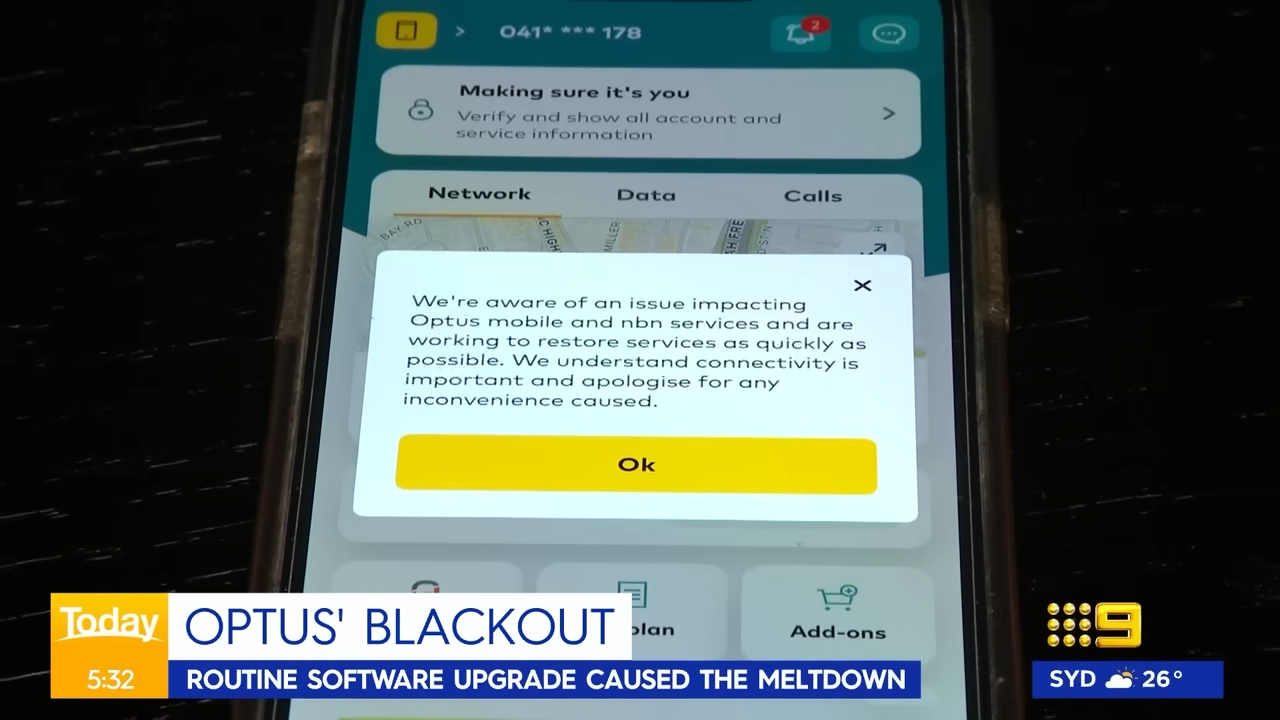 041* *** 178
2
Making sure it's you
Verify and show all account and
service information
Network
Data
Calls
BAY RD
MILLER
We're aware of an issue impacting
Optus mobile and nbn services and are
working to restore services as quickly as
possible. We understand connectivity is
important and apologise for any
inconvenience caused.
Ok
plan
Add-ons
Today
OPTUS' BLACKOUT
5:32
ROUTINE SOFTWARE UPGRADE CAUSED THE MELTDOWN
9
SYD 26°